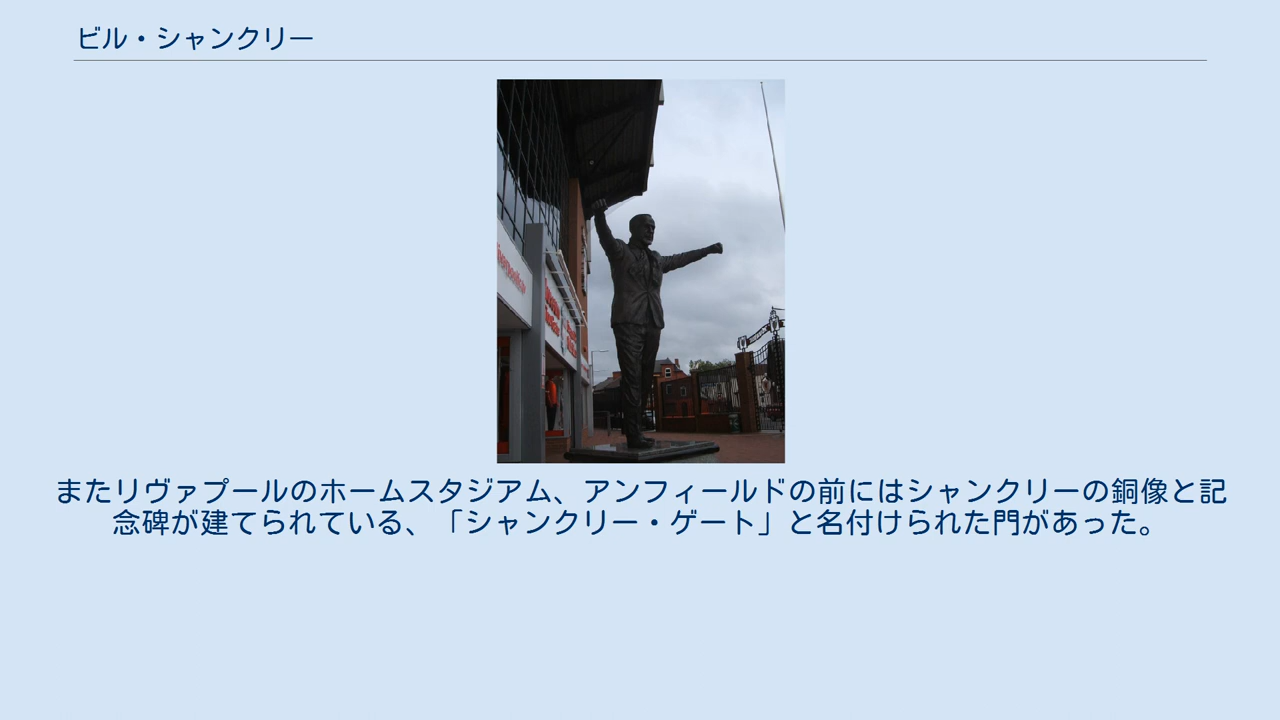 ビル・シャンクリー
またリヴァプールのホームスタジアム、アンフィールドの前にはシャンクリーの銅像と記
念碑が建てられている、「シャンクリー・ゲート」と名付けられた門があった。